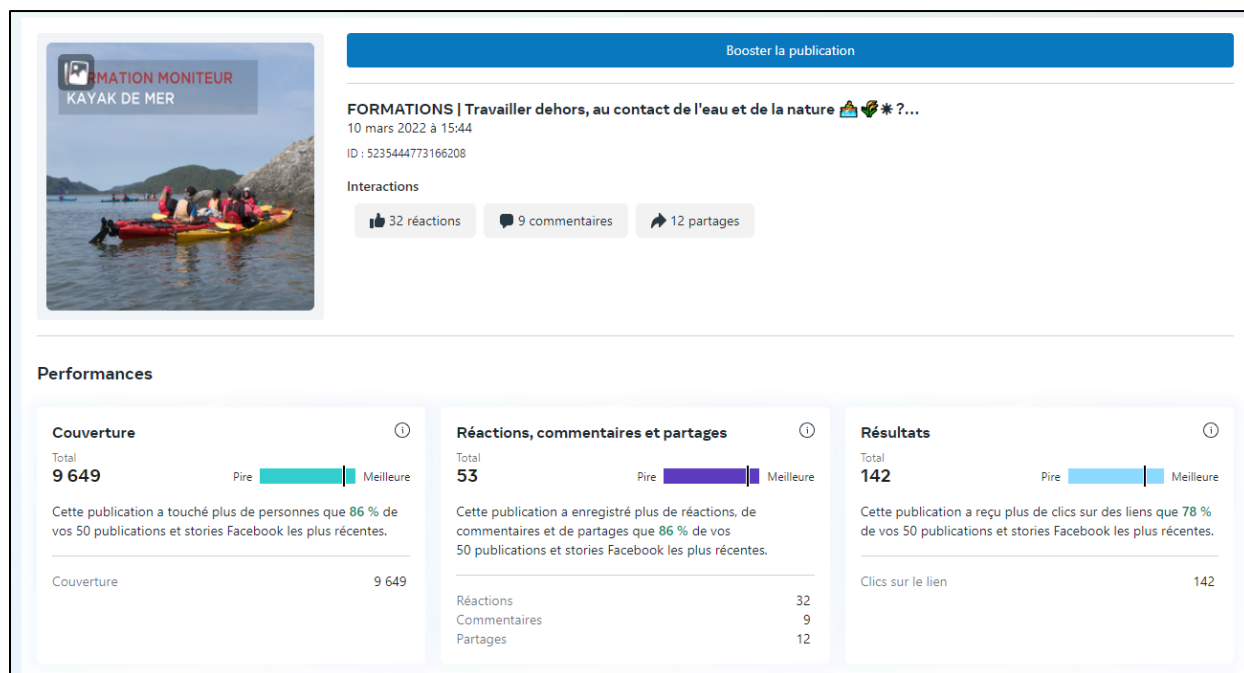 MATION MONITEUR
KAYAK DE MER
Booster la publication
FORMATIONS | Travailler dehors, au contact de l'eau et de la nature 🚣🌾☀?...
10 mars 2022 à 15:44
ID : 5235444773166208
Interactions
32 réactions
9 commentaires
12 partages
Performances
Couverture
Total
9 649
Pire
Meilleure
Cette publication a touché plus de personnes que 86 % de
vos 50 publications et stories Facebook les plus récentes.
Couverture 9 649
Réactions, commentaires et partages
Total
53
Pire
Meilleure
Cette publication a enregistré plus de réactions, de
commentaires et de partages que 86 % de vos
50 publications et stories Facebook les plus récentes.
Réactions 32
Commentaires 9
Partages 12
Résultats
Total
142
Pire
Meilleure
Cette publication a reçu plus de clics sur des liens que 78 %
de vos 50 publications et stories Facebook les plus récentes.
Clics sur le lien 142